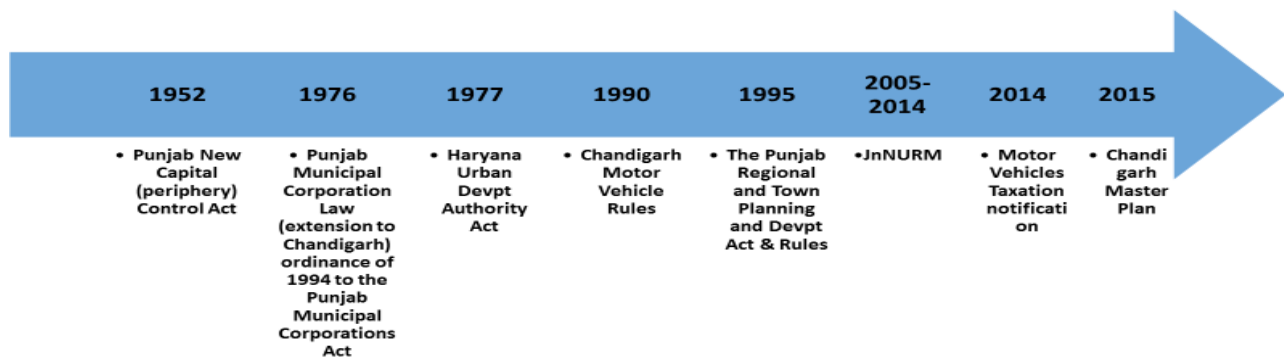 1952
1976
1977
1990
1995
2005-
2014
2014
2015
• Punjab New
Capital
(periphery)
Control Act
• Punjab
Municipal
Corporation
Law
(extension to
Chandigarh)
ordinance of
1994 to the
Punjab
Municipal
Corporations
Act
• Haryana
Urban
Devpt
Authority
Act
• Chandigarh
Motor
Vehicle
Rules
• The Punjab
Regional
and Town
Planning
and Devpt
Act & Rules
•JnNURM
• Motor
Vehicles
Taxation
notificati
on
• Chandi
garh
Master
Plan